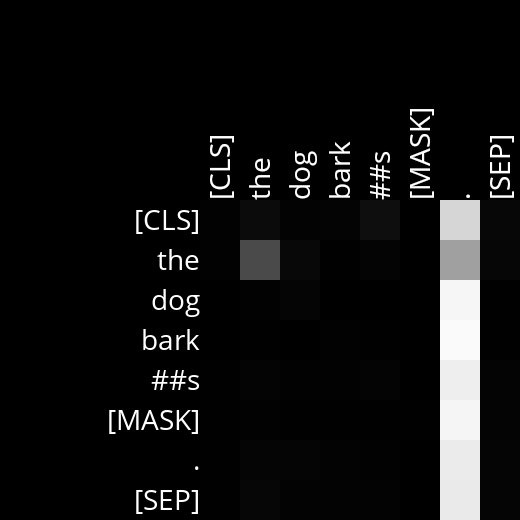 [CLS] the dog bark ##s [MASK] . [SEP]
[CLS]
the
dog
bark
##s
[MASK]
.
[SEP]